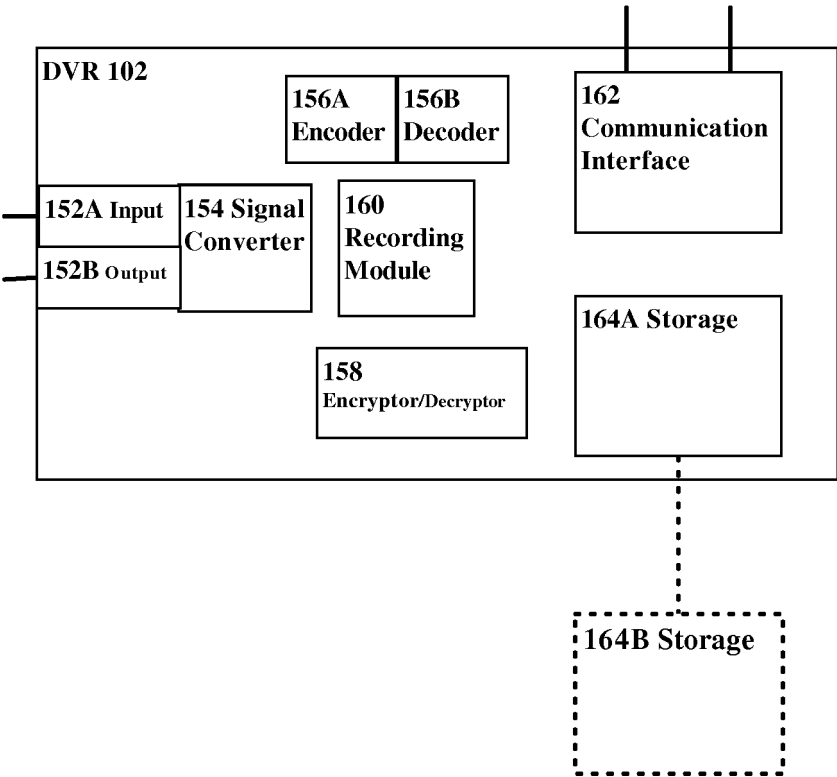 DVR 102
156A
Encoder
156B
Decoder
162
Communication
Interface
152A Input
152B Output
154 Signal
Converter
160
Recording
Module
164A Storage
158
Encryptor/Decryptor
164B Storage